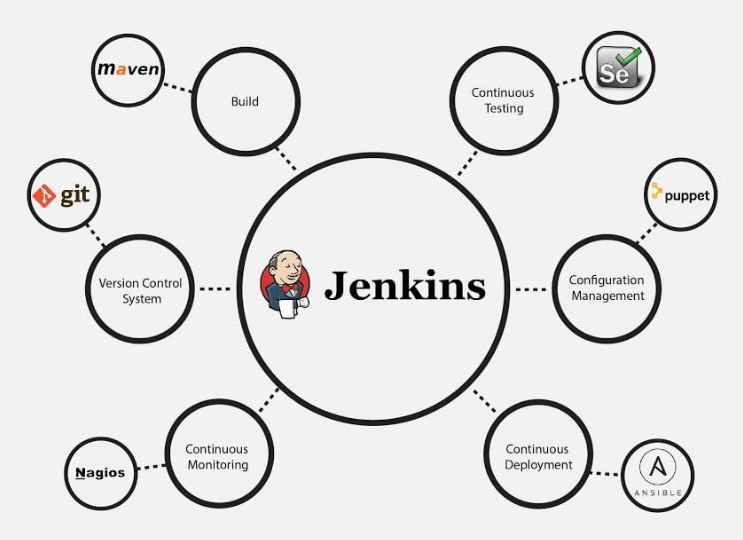 maven
Build
Continuous
Testing
Se
git
Version Control
System
Jenkins
Configuration
Management
puppet
Continuous
Monitoring
Nagios
Continuous
Deployment
ANSIBLE